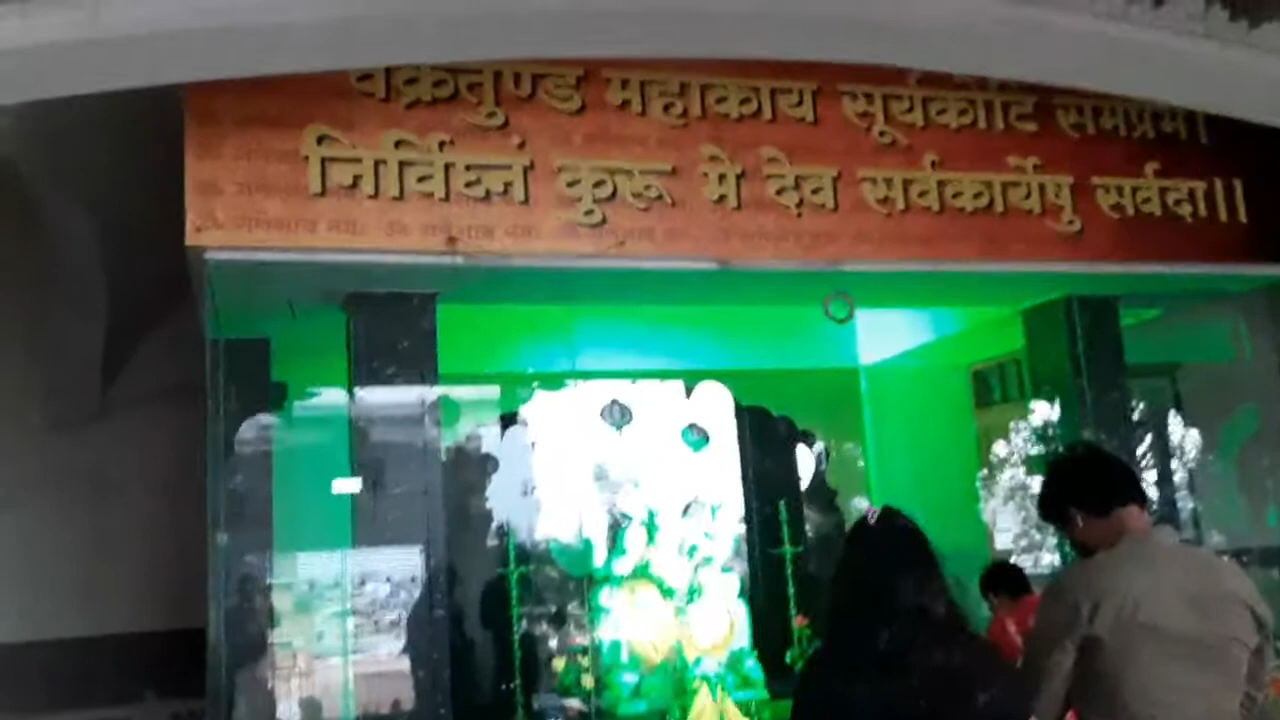 वक्रतुण्ड महाकाय सूर्यकोटि समप्रभ।
निर्विघ्नं कुरू मे देव सर्वकार्येषु सर्वदा।।